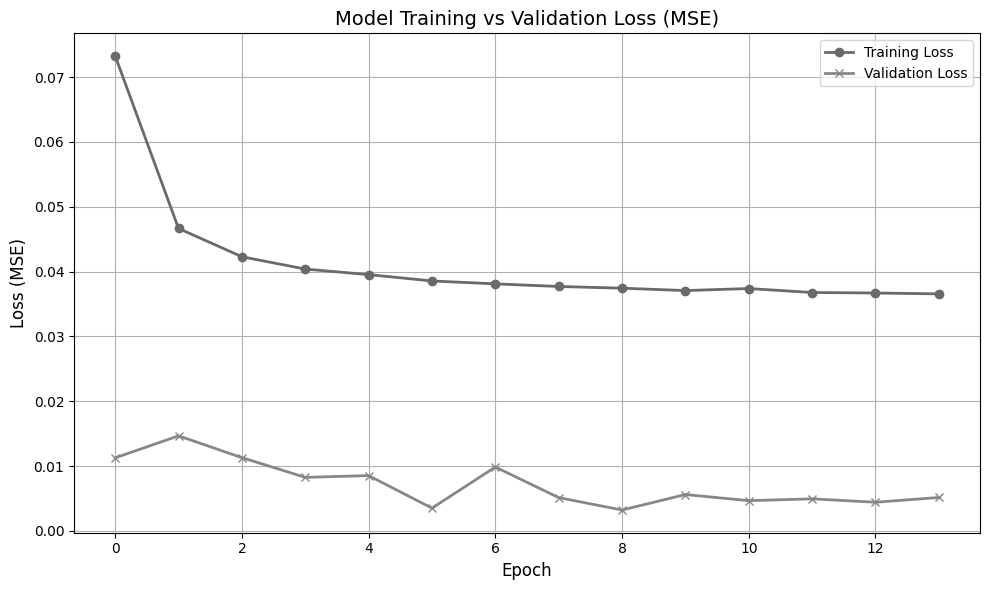 Model Training vs Validation Loss (MSE)
Training Loss
Validation Loss
Loss (MSE)
0.07
0.06
0.05
0.04
0.03
0.02
0.01
0.00
0 2 4 6 8 10 12
Epoch